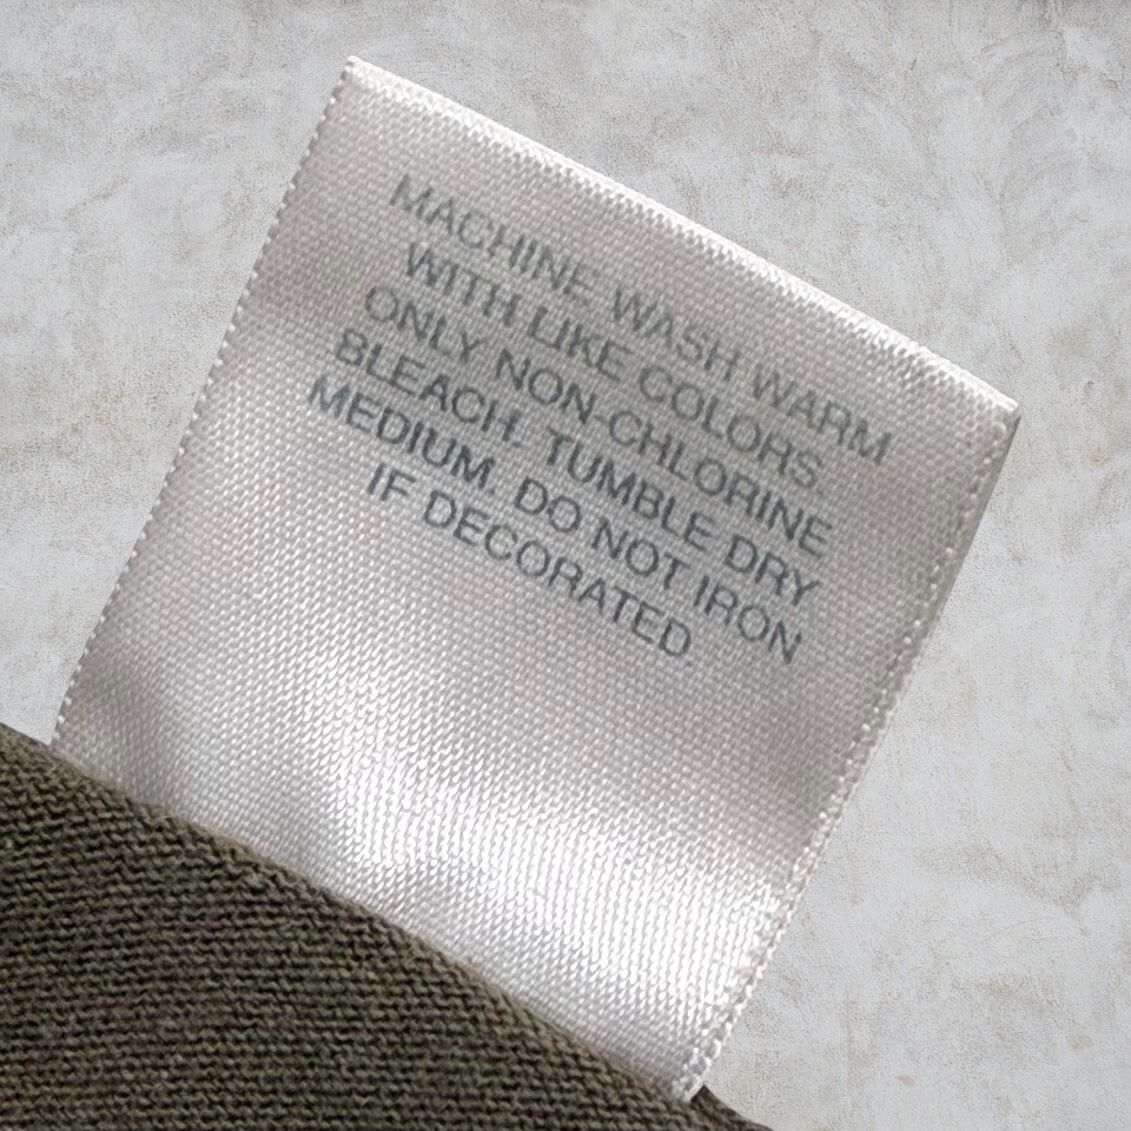 MACHINE WASH WARM
WITH LIKE COLORS.
ONLY NON-CHLORINE
BLEACH. TUMBLE DRY
MEDIUM. DO NOT IRON
IF DECORATED